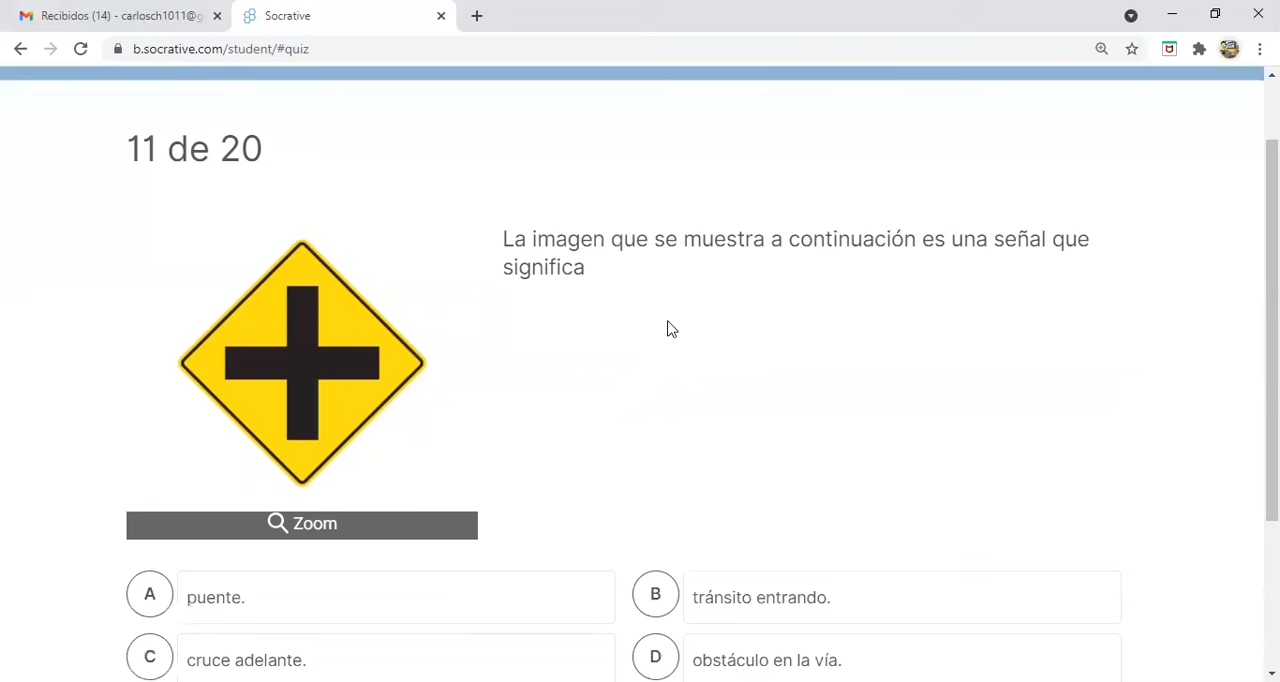 Recibidos (14) - carlosch1011@g
Socrative
b.socrative.com/student/#quiz
11 de 20
La imagen que se muestra a continuación es una señal que
significa
Zoom
A puente.
B tránsito entrando.
C cruce adelante.
D obstáculo en la vía.